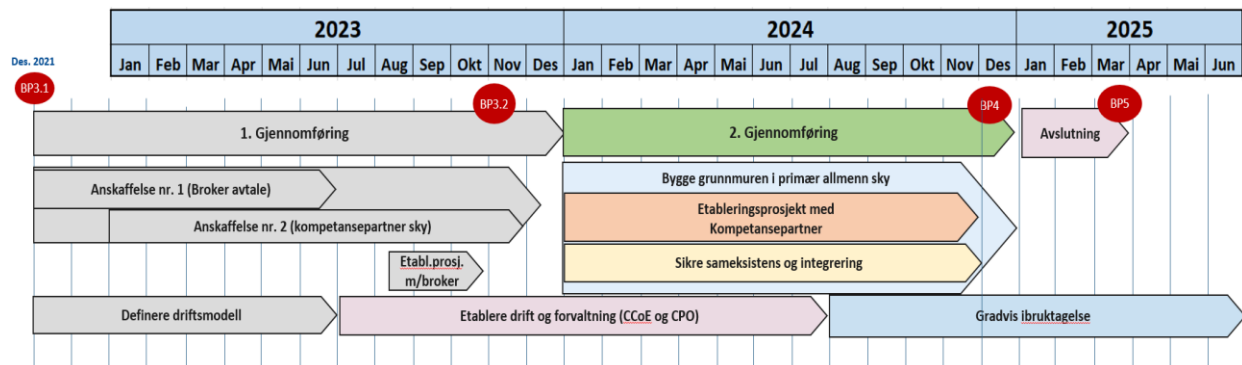 2023 2024 2025
Des. 2021
Jan Feb Mar Apr Mai Jun Jul Aug Sep Okt Nov Des Jan Feb Mar Apr Mai Jun Jul Aug Sep Okt Nov Des Jan Feb Mar Apr Mai Jun
BP3.1
BP3.2
BP4
BP5
1. Gjennomføring
2. Gjennomføring
Avslutning
Anskaffelse nr. 1 (Broker avtale)
Anskaffelse nr. 2 (kompetansepartner sky)
Etabl.prosj.
m/broker
Bygge grunnmuren i primær allmenn sky
Etableringsprosjekt med
Kompetansepartner
Sikre sameksistens og integrering
Definere driftsmodell
Etablere drift og forvaltning (CCoE og CPO)
Gradvis ibruktagelse